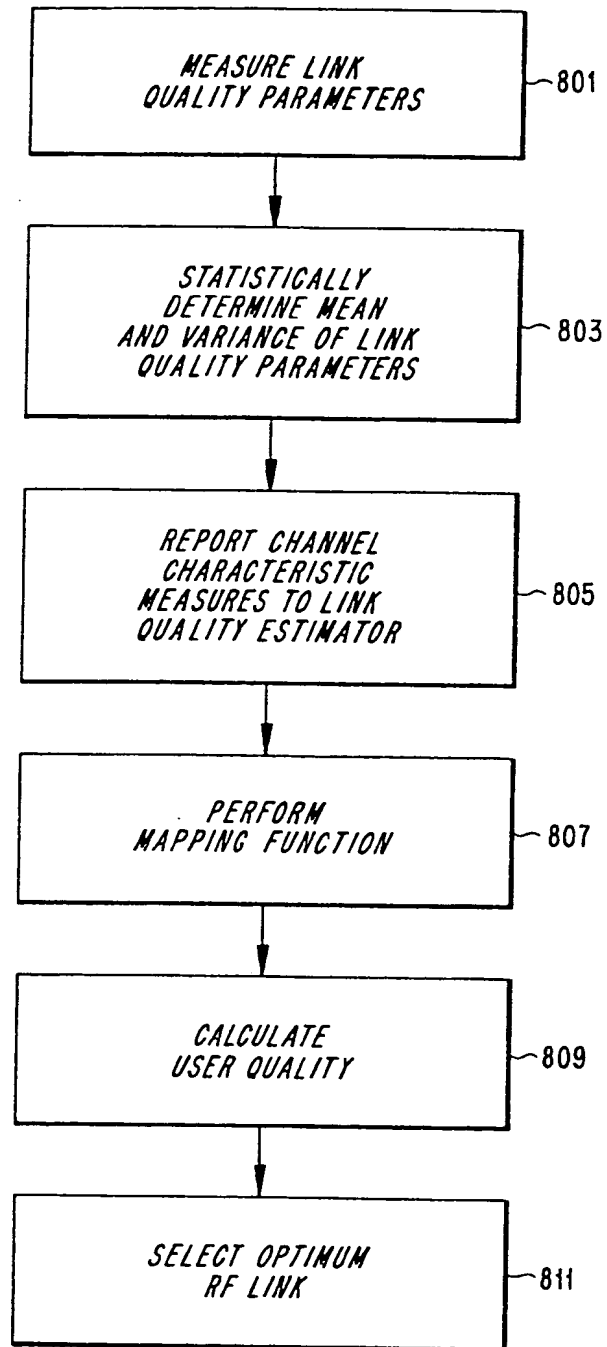 MEASURE LINK
QUALITY PARAMETERS
801
STATISTICALLY
DETERMINE MEAN
AND VARIANCE OF LINK
QUALITY PARAMETERS
803
REPORT CHANNEL
CHARACTERISTIC
MEASURES TO LINK
QUALITY ESTIMATOR
805
PERFORM
MAPPING FUNCTION
807
CALCULATE
USER QUALITY
809
SELECT OPTIMUM
RF LINK
811